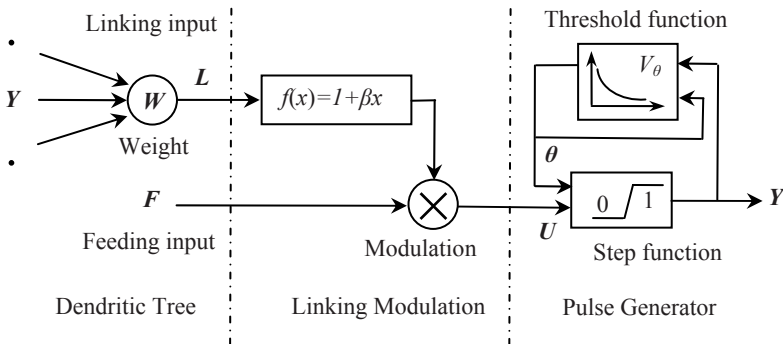 Linking input
Threshold function
Y
W
L
f(x)=1+βx
Vθ
Weight
θ
F
0 1
Y
Feeding input
Modulation
U
Step function
Dendritic Tree
Linking Modulation
Pulse Generator